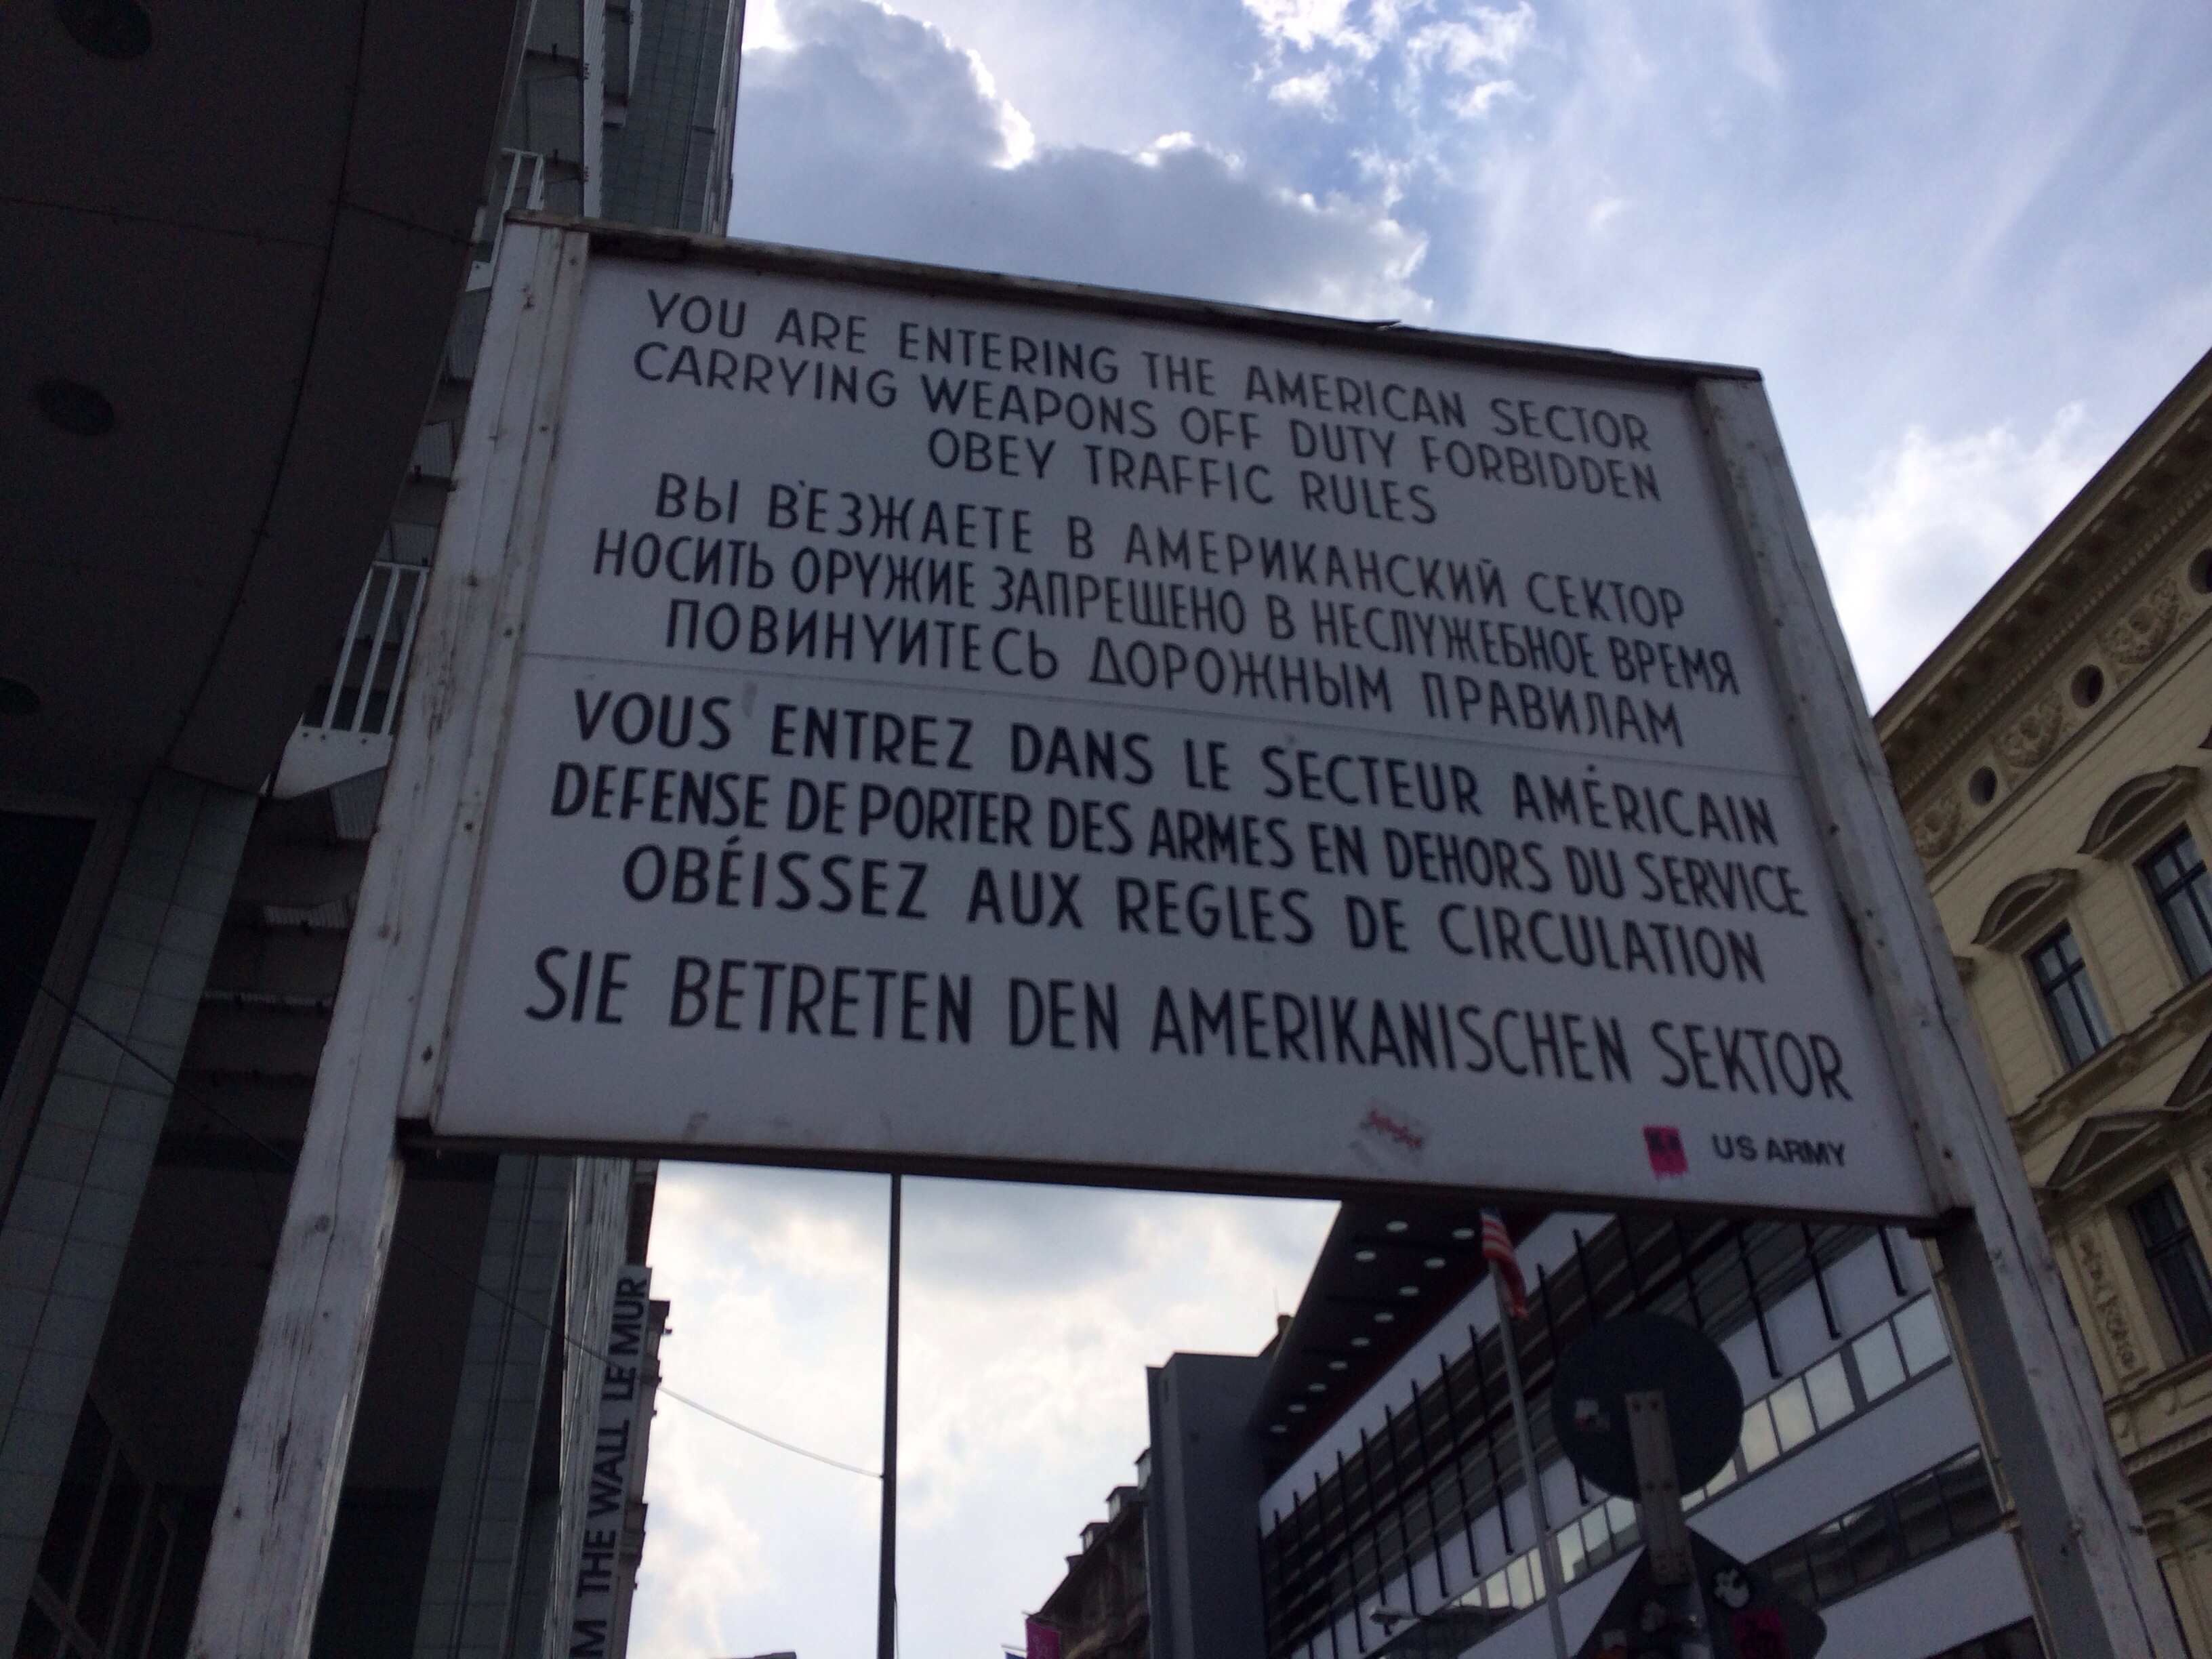 YOU ARE ENTERING THE AMERICAN SECTOR
CARRYING WEAPONS OFF DUTY FORBIDDEN
OBEY TRAFFIC RULES
ВЫ В'ЕЗЖАЕТЕ В АМЕРИКАНСКИЙ СЕКТОР
НОСИТЬ ОРУЖИЕ ЗАПРЕЩЕНО В НЕСЛУЖЕБНОЕ ВРЕМЯ
ПОВИНУИТЕСЬ ДОРОЖНЫМ ПРАВИЛАМ
VOUS ENTREZ DANS LE SECTEUR AMÉRICAIN
DEFENSE DE PORTER DES ARMES EN DEHORS DU SERVICE
OBÉISSEZ AUX REGLES DE CIRCULATION
SIE BETRETEN DEN AMERIKANISCHEN SEKTOR
US ARMY
M THE WALL LE MUR